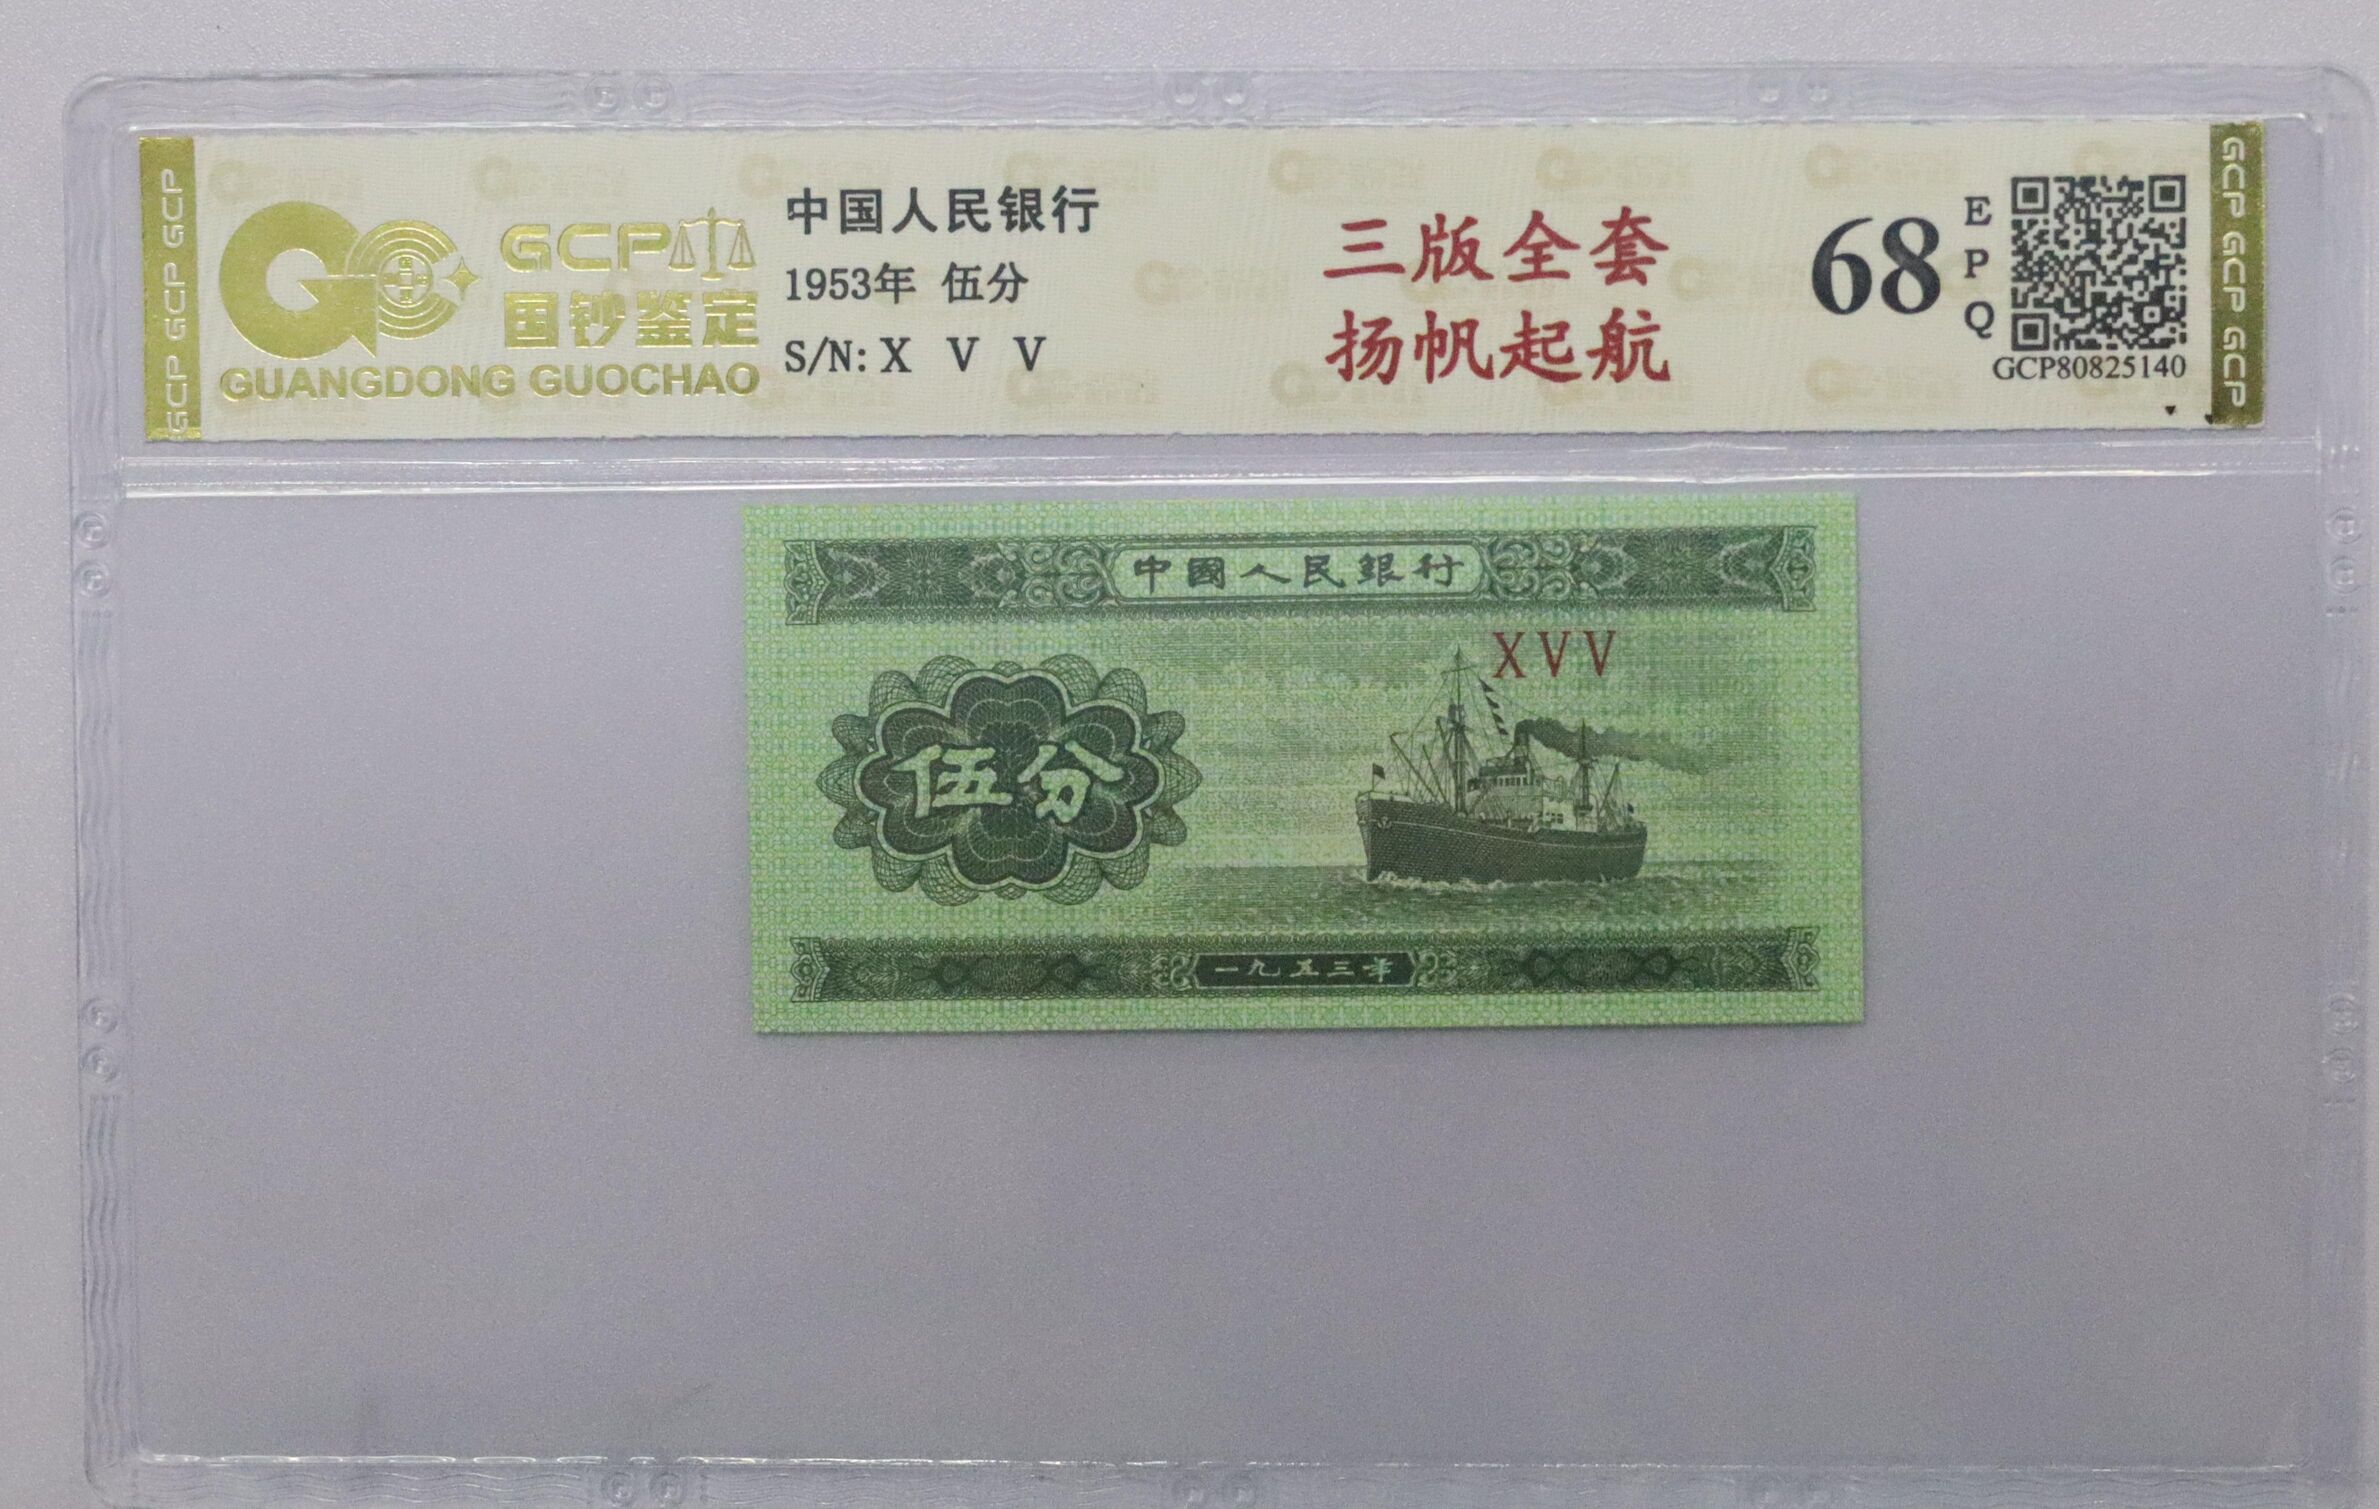 GCP GCP GCP
GCP
国钞鉴定
GUANGDONG GUOCHAO
中国人民银行
1953年 伍分
S/N: X V V
三版全套
扬帆起航
68
E
P
Q
GCP80825140
GCP GCP GCP
中國人民銀行
XVV
伍分
一九五三年